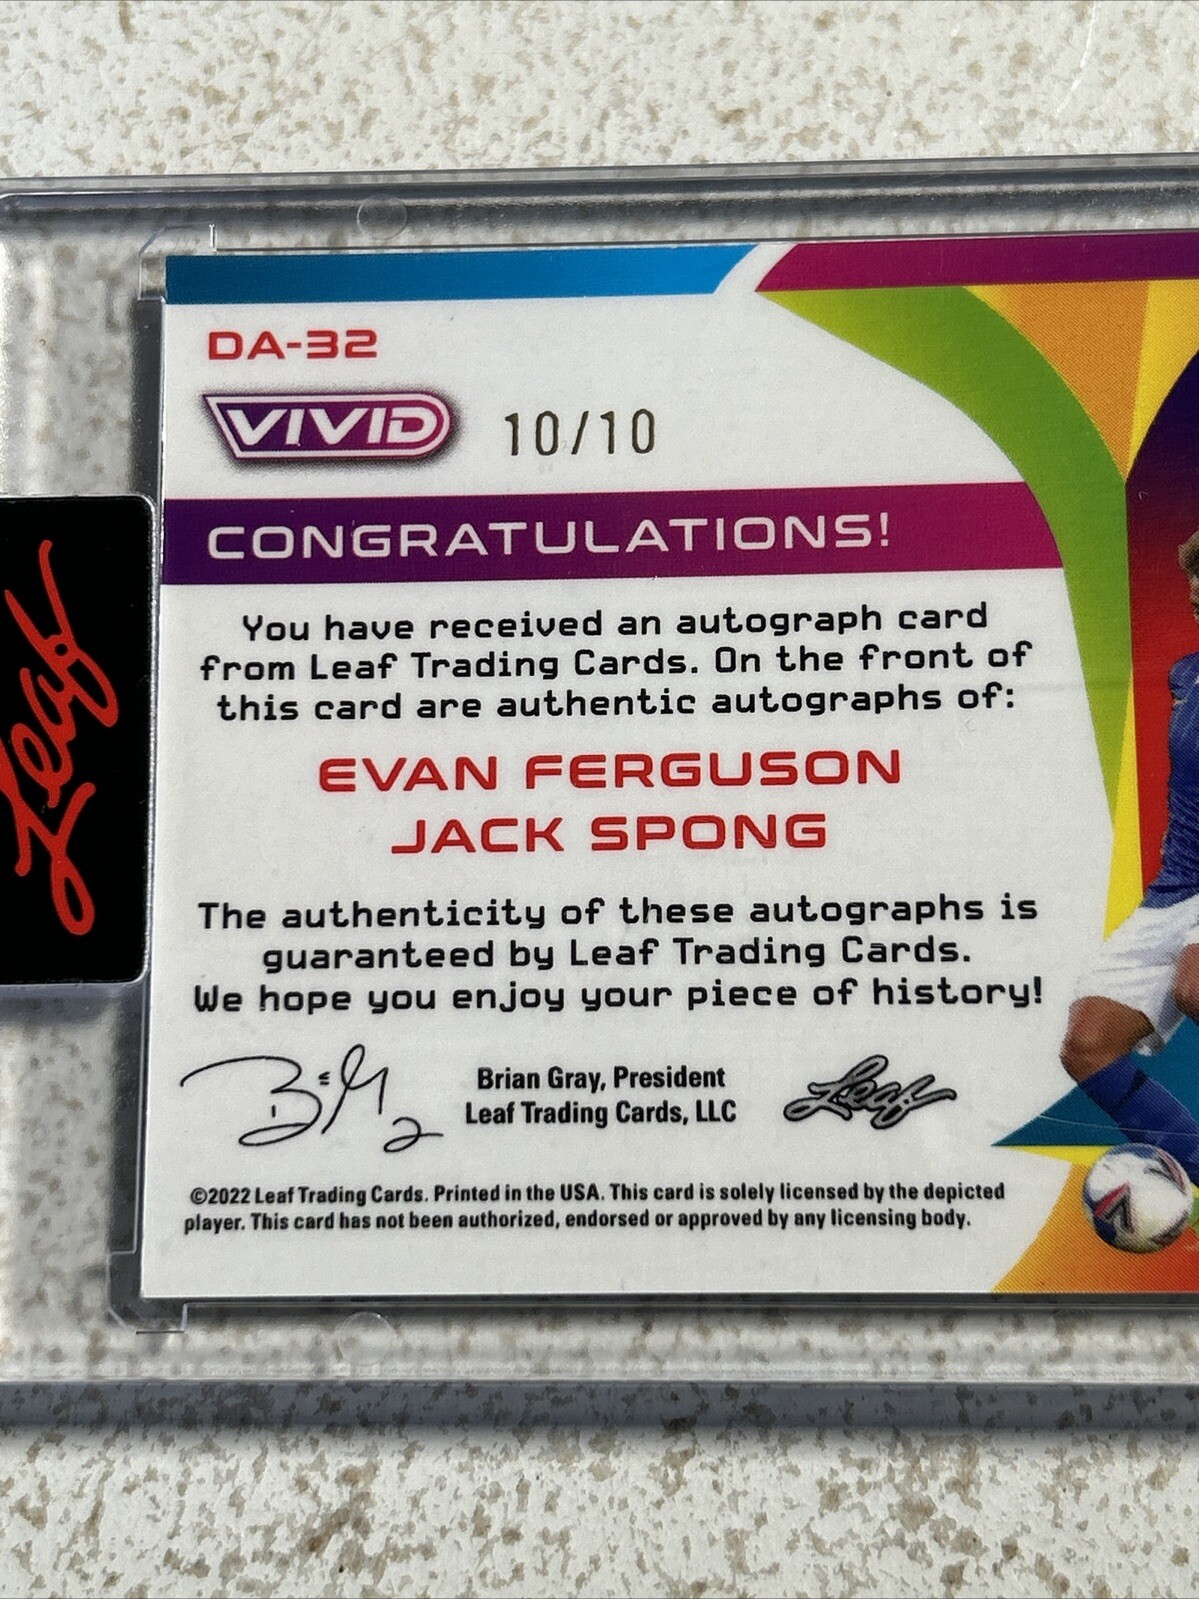 DA-32
VIVID 10/10
CONGRATULATIONS!
You have received an autograph card
from Leaf Trading Cards. On the front of
this card are authentic autographs of:
EVAN FERGUSON
JACK SPONG
The authenticity of these autographs is
guaranteed by Leaf Trading Cards.
We hope you enjoy your piece of history!
Brian Gray, President
Leaf Trading Cards, LLC
Leaf
©2022 Leaf Trading Cards. Printed in the USA. This card is solely licensed by the depicted
player. This card has not been authorized, endorsed or approved by any licensing body.
Leaf